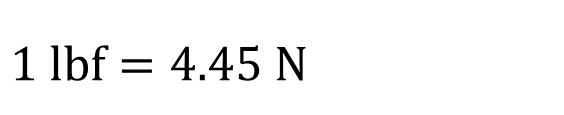 1 lbf = 4.45 N